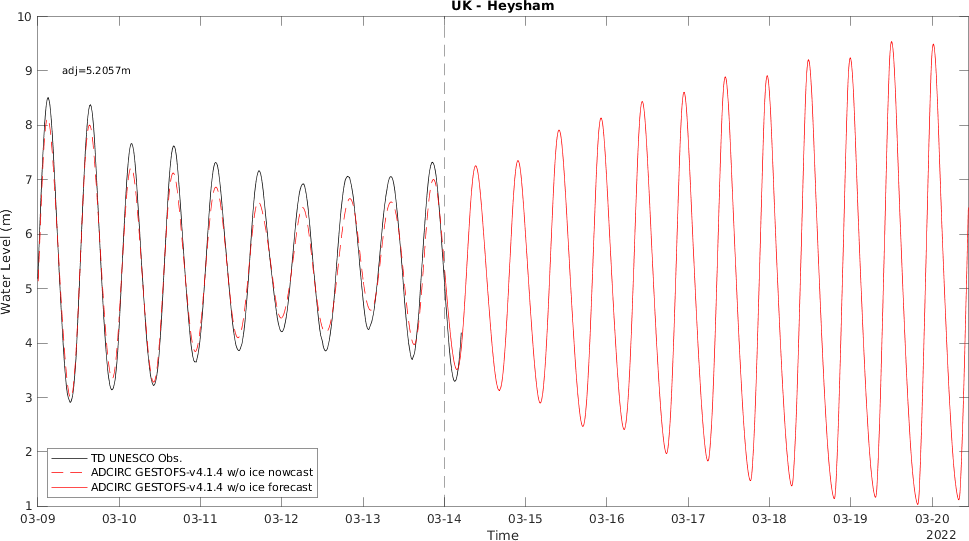 UK - Heysham
10
9
8
7
6
5
4
3
2
1
Water Level (m)
adj=5.2057m
TD UNESCO Obs.
ADCIRC GESTOFS-v4.1.4 w/o ice nowcast
ADCIRC GESTOFS-v4.1.4 w/o ice forecast
03-09 03-10 03-11 03-12 03-13 03-14 03-15 03-16 03-17 03-18 03-19 03-20
2022
Time